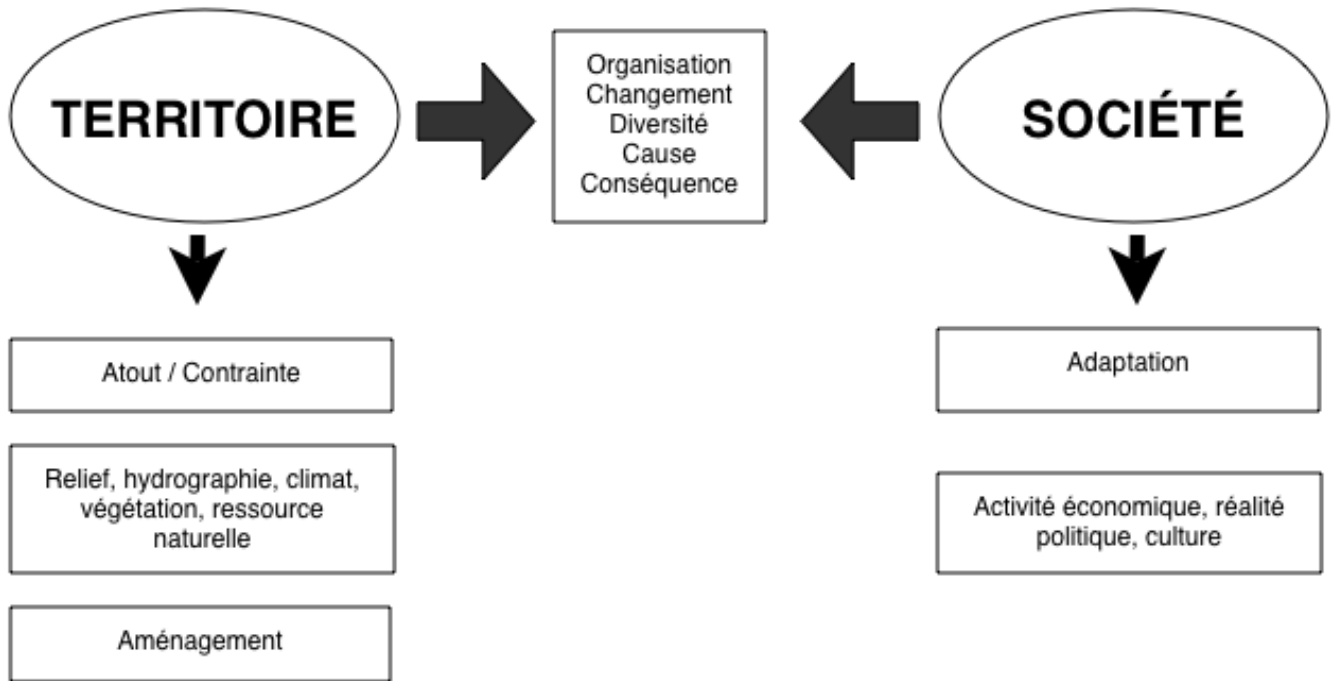 TERRITOIRE
Organisation
Changement
Diversité
Cause
Conséquence
SOCIÉTÉ
Atout / Contrainte
Relief, hydrographie, climat,
végétation, ressource
naturelle
Aménagement
Adaptation
Activité économique, réalité
politique, culture